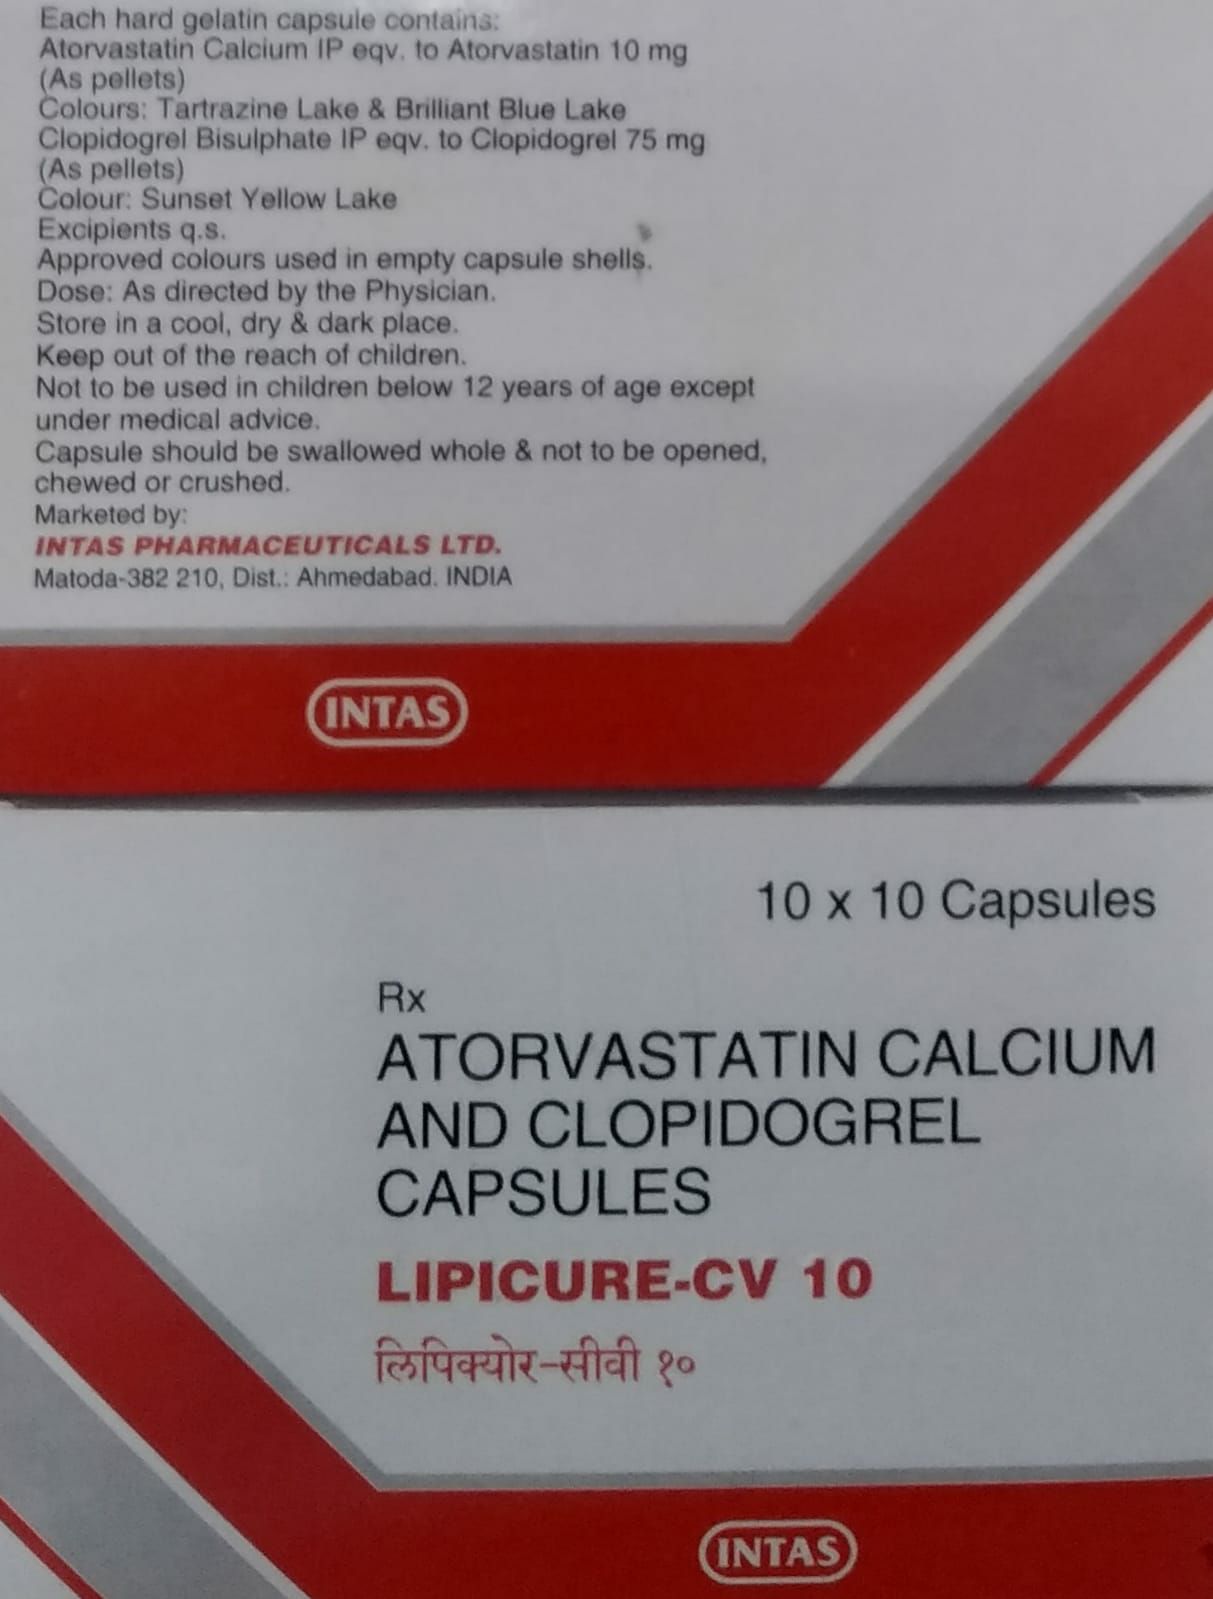 Each hard gelatin capsule contains:
Atorvastatin Calcium IP eqv. to Atorvastatin 10 mg
(As pellets)
Colours: Tartrazine Lake & Brilliant Blue Lake
Clopidogrel Bisulphate IP eqv. to Clopidogrel 75 mg
(As pellets)
Colour: Sunset Yellow Lake
Excipients q.s.
Approved colours used in empty capsule shells.
Dose: As directed by the Physician.
Store in a cool, dry & dark place.
Keep out of the reach of children.
Not to be used in children below 12 years of age except
under medical advice.
Capsule should be swallowed whole & not to be opened,
chewed or crushed.
Marketed by:
INTAS PHARMACEUTICALS LTD.
Matoda-382 210, Dist.: Ahmedabad. INDIA
INTAS
10 x 10 Capsules
Rx
ATORVASTATIN CALCIUM
AND CLOPIDOGREL
CAPSULES
LIPICURE-CV 10
लिपिक्योर-सीवी १०
INTAS